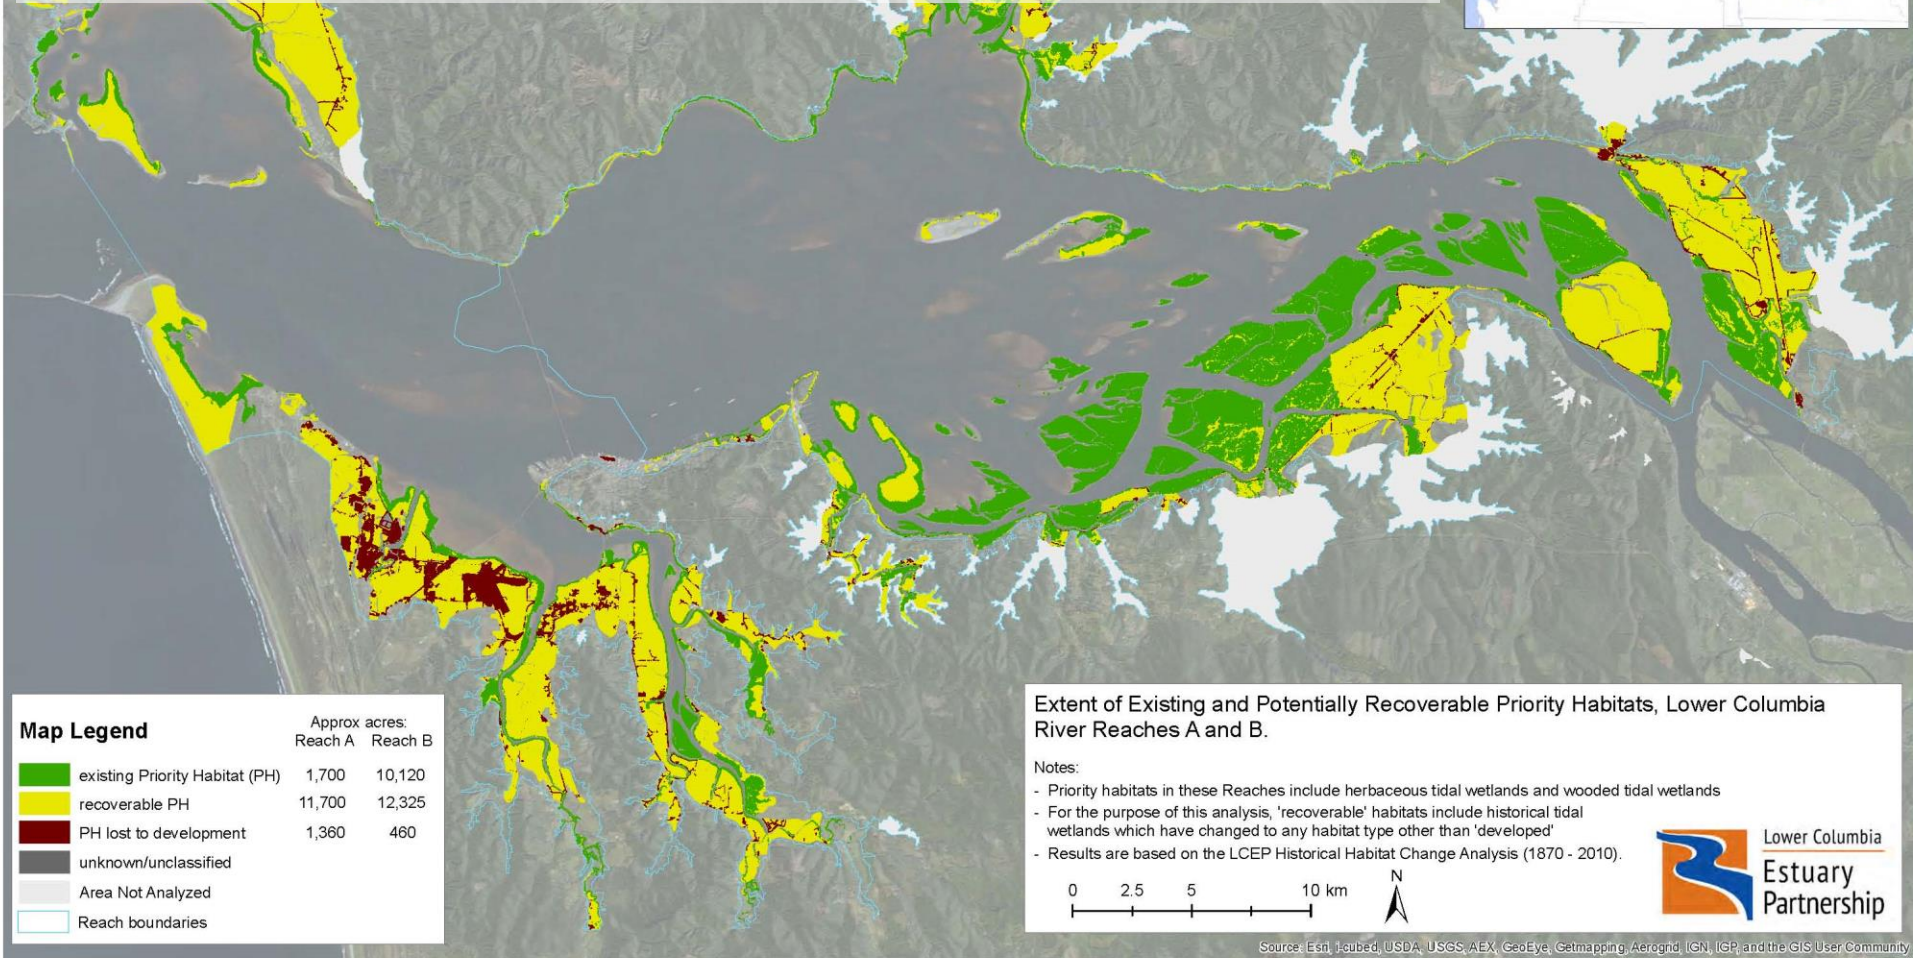 Map Legend
Approx acres:
Reach A Reach B
existing Priority Habitat (PH) 1,700 10,120
recoverable PH 11,700 12,325
PH lost to development 1,360 460
unknown/unclassified
Area Not Analyzed
Reach boundaries
Extent of Existing and Potentially Recoverable Priority Habitats, Lower Columbia
River Reaches A and B.
Notes:
- Priority habitats in these Reaches include herbaceous tidal wetlands and wooded tidal wetlands
- For the purpose of this analysis, 'recoverable' habitats include historical tidal
wetlands which have changed to any habitat type other than 'developed'
- Results are based on the LCEP Historical Habitat Change Analysis (1870 - 2010).
0 2.5 5 10 km
N
Lower Columbia
Estuary
Partnership
Source: Esri, i-cubed, USDA, USGS, AEX, GeoEye, Getmapping, Aerogrid, IGN, IGP, and the GIS User Community